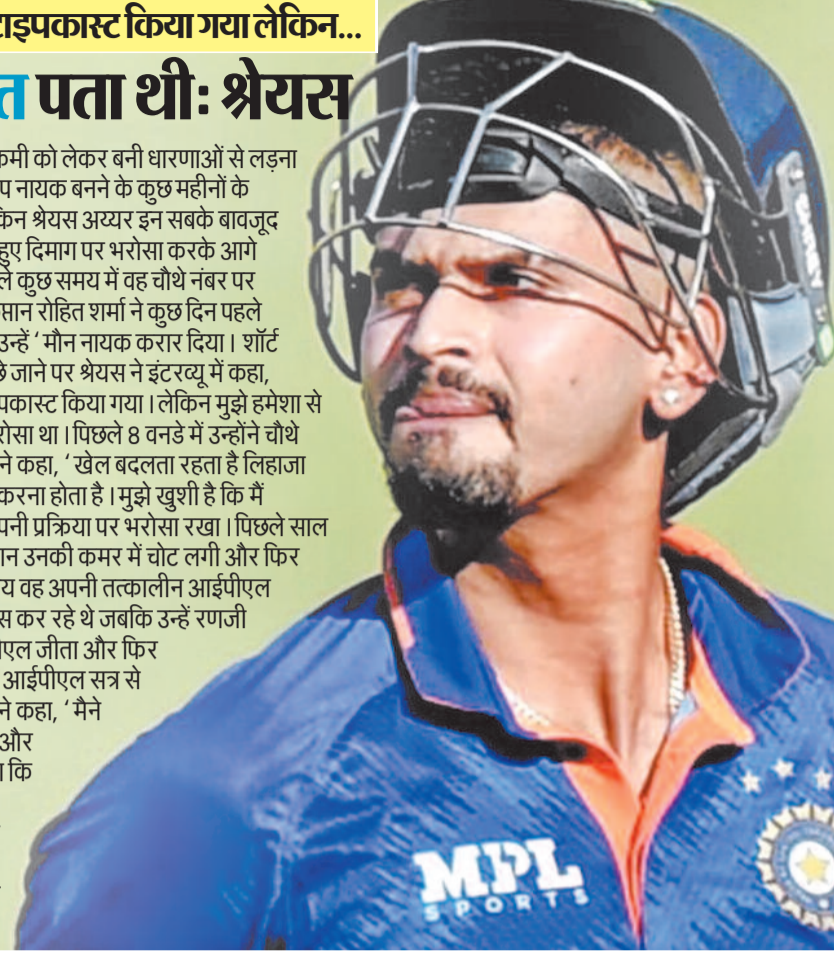 टाइपकास्ट किया गया लेकिन...
त पता थी: श्रेयस
कमी को लेकर बनी धारणाओं से लड़ना
प नायक बनने के कुछ महीनों के
किन श्रेयस अय्यर इन सबके बावजूद
हुए दिमाग पर भरोसा करके आगे
ले कुछ समय में वह चौथे नंबर पर
प्तान रोहित शर्मा ने कुछ दिन पहले
उन्हें ‘ मौन नायक करार दिया। शॉर्ट
छे जाने पर श्रेयस ने इंटरव्यू में कहा,
पकास्ट किया गया। लेकिन मुझे हमेशा से
रोसा था। पिछले 8 वनडे में उन्होंने चौथे
ने कहा, ‘ खेल बदलता रहता है लिहाजा
करना होता है। मुझे खुशी है कि मैं
पनी प्रक्रिया पर भरोसा रखा। पिछले साल
ान उनकी कमर में चोट लगी और फिर
य वह अपनी तत्कालीन आईपीएल
स कर रहे थे जबकि उन्हें रणजी
ीएल जीता और फिर
आईपीएल सत्र से
ने कहा, ‘ मैने
और
ा कि
MPL
SPORTS